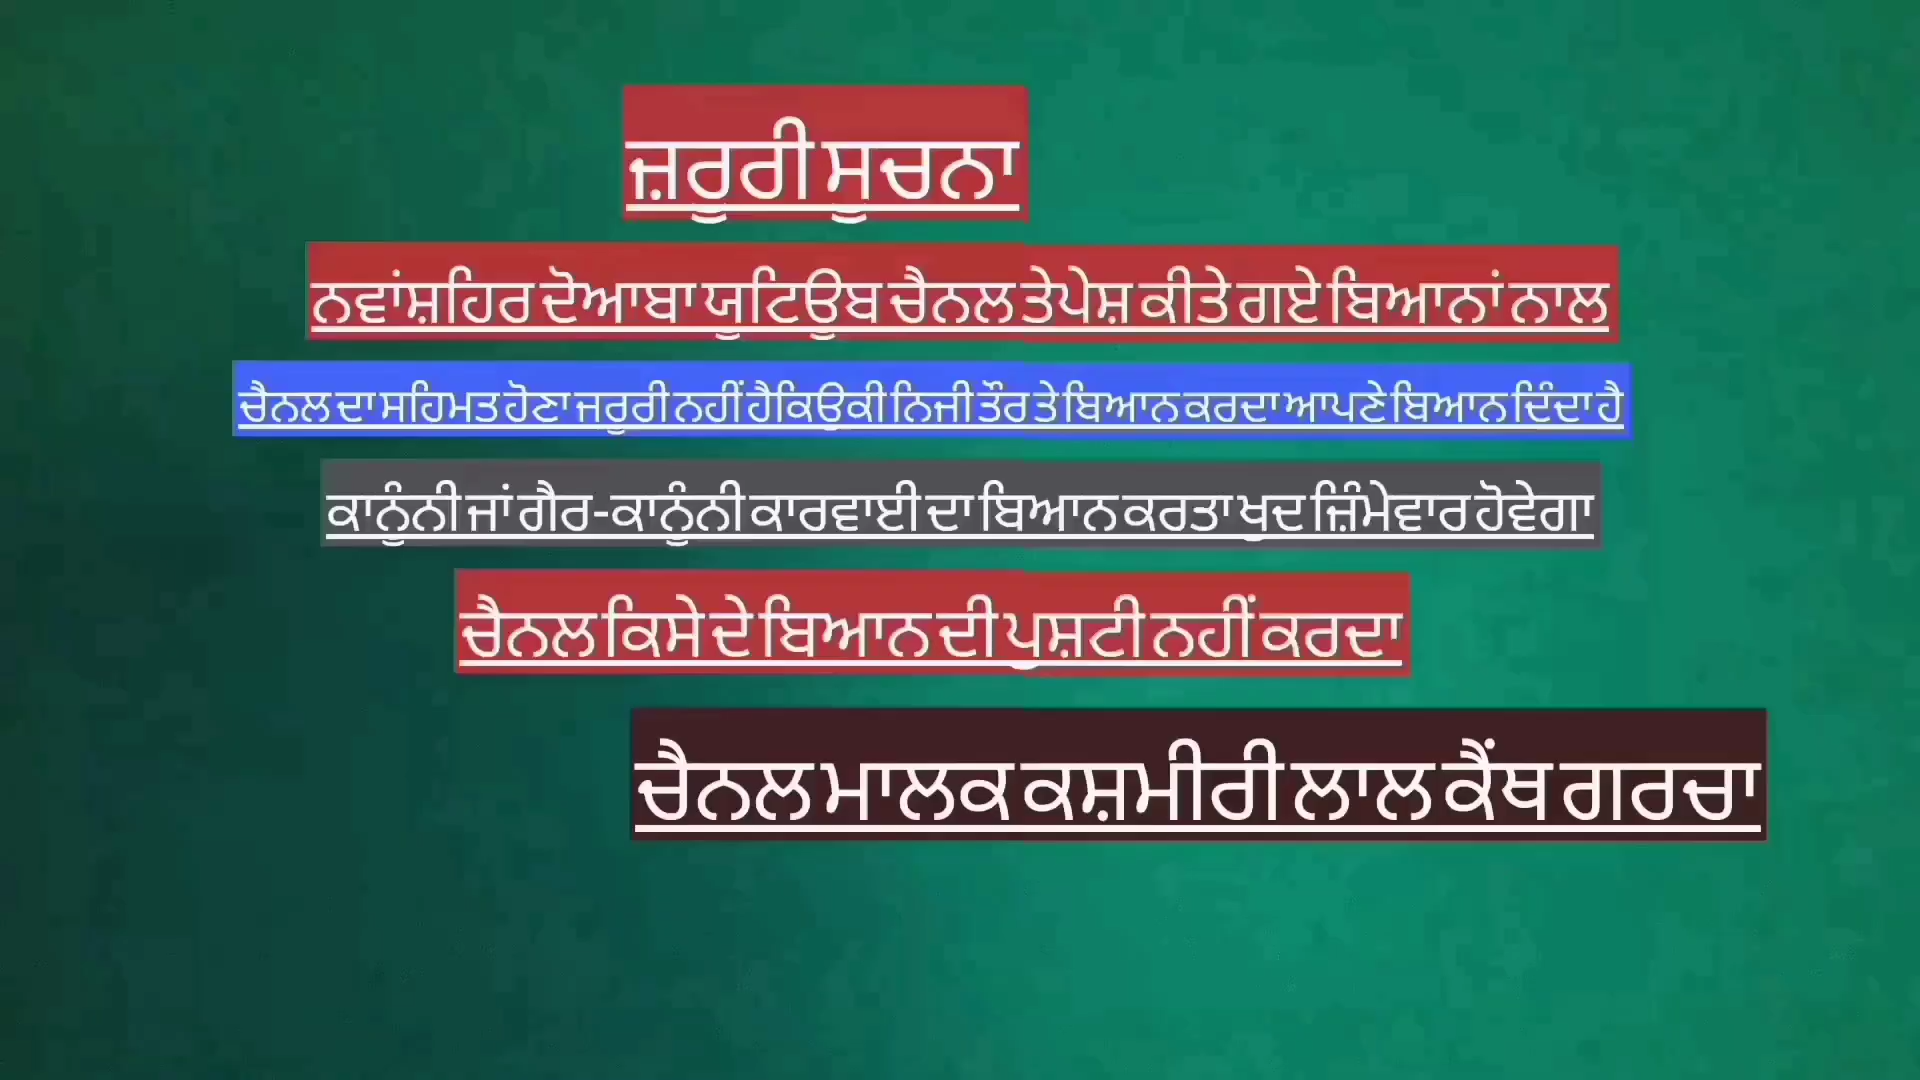 ਜ਼ਰੁਰੀ ਸੁਚਨਾ
ਨਵਾਂਸ਼ਹਿਰ ਦੋਆਬਾ ਯੁਟਿਉਬ ਚੈਨਲ ਤੇਪੇਸ਼ ਕੀਤੇ ਗਏ ਬਿਆਨਾਂ ਨਾਲ
ਚੈਨਲ ਦਾ ਸਹਿਮਤ ਹੋਣਾ ਜਰੁਰੀ ਨਹੀਂ ਹੈਕਿਉਕੀ ਨਿਜੀ ਤੌਰ ਤੇ ਬਿਆਨ ਕਰਦਾ ਆਪਣੇ ਬਿਆਨ ਦਿੰਦਾ ਹੈ
ਕਾਨੁੰਨੀ ਜਾਂ ਗੈਰ-ਕਾਨੁੰਨੀ ਕਾਰਵਾਈ ਦਾ ਬਿਆਨ ਕਰਤਾ ਖੁਦ ਜ਼ਿੰਮੇਵਾਰ ਹੋਵੇਗਾ
ਚੈਨਲ ਕਿਸੇ ਦੇ ਬਿਆਨ ਦੀ ਪੁਸ਼ਟੀ ਨਹੀਂ ਕਰਦਾ
ਚੈਨਲ ਮਾਲਕ ਕਸ਼ਮੀਰੀ ਲਾਲ ਕੈਂਥ ਗਰਚਾ